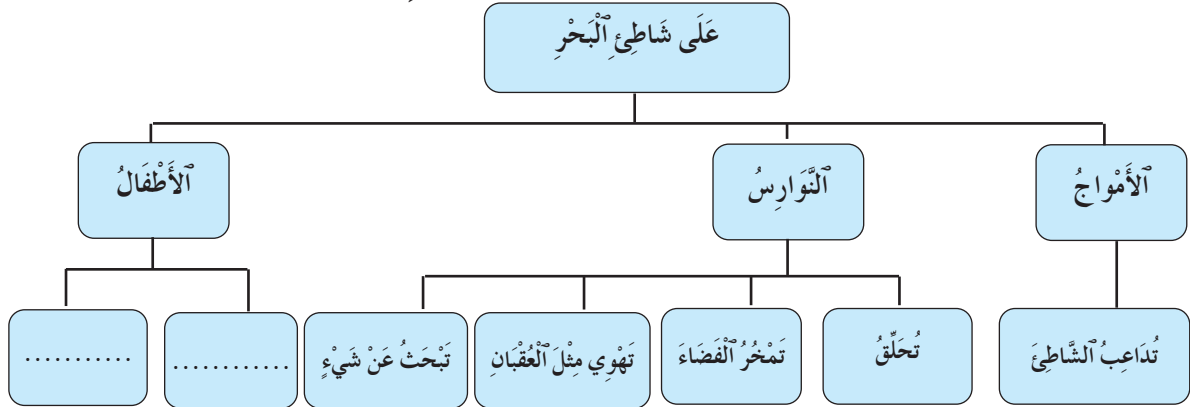 عَلَى شَاطِئِ ٱلْبَحْرِ
ٱلْأَمْوَاجُ
ٱلنَّوَارِسُ
ٱلْأَطْفَالُ
تُدَاعِبُ ٱلشَّاطِئَ
تُحَلِّقُ
تَمْخُرُ ٱلْفَضَاءَ
تَهْوِي مِثْلَ ٱلْعُقْبَانِ
تَبْحَثُ عَنْ شَيْءٍ
............
...........